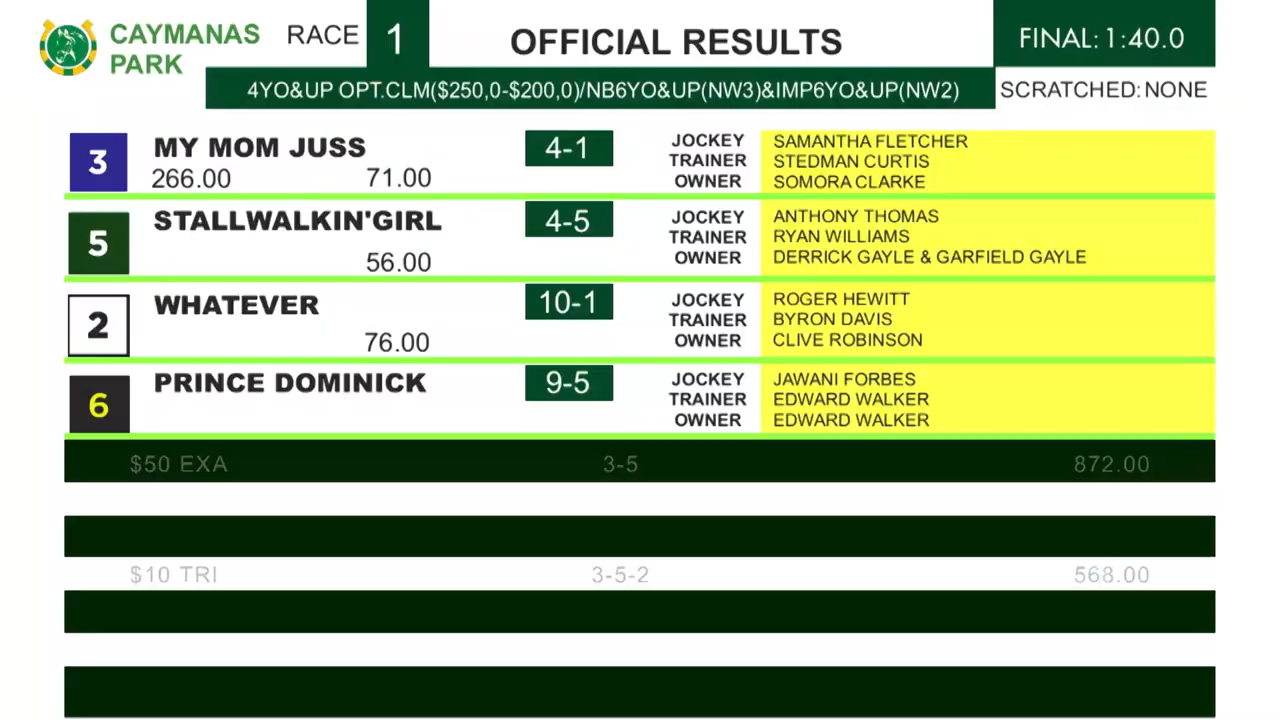 CAYMANAS PARK
RACE 1
OFFICIAL RESULTS
FINAL: 1:40.0
4YO&UP OPT.CLM($250,0-$200,0)/NB6YO&UP(NW3)&IMP6YO&UP(NW2)
SCRATCHED: NONE
3 MY MOM JUSS 4-1 JOCKEY SAMANTHA FLETCHER
266.00 71.00 TRAINER STEDMAN CURTIS
OWNER SOMORA CLARKE
5 STALLWALKIN'GIRL 4-5 JOCKEY ANTHONY THOMAS
TRAINER RYAN WILLIAMS
56.00 OWNER DERRICK GAYLE & GARFIELD GAYLE
2 WHATEVER 10-1 JOCKEY ROGER HEWITT
TRAINER BYRON DAVIS
76.00 OWNER CLIVE ROBINSON
6 PRINCE DOMINICK 9-5 JOCKEY JAWANI FORBES
TRAINER EDWARD WALKER
OWNER EDWARD WALKER
$50 EXA 3-5 872.00
$10 TRI 3-5-2 568.00